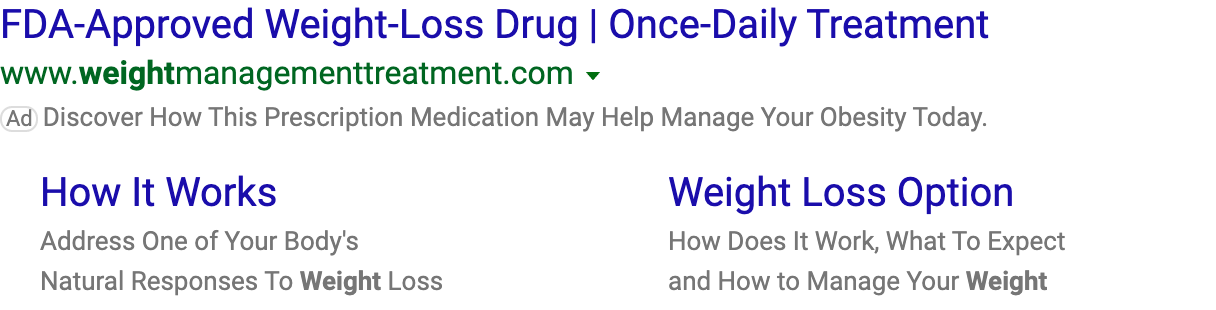 FDA-Approved Weight-Loss Drug | Once-Daily Treatment
www.weightmanagementtreatment.com
Ad Discover How This Prescription Medication May Help Manage Your Obesity Today.
How It Works
Address One of Your Body's
Natural Responses To Weight Loss
Weight Loss Option
How Does It Work, What To Expect
and How to Manage Your Weight